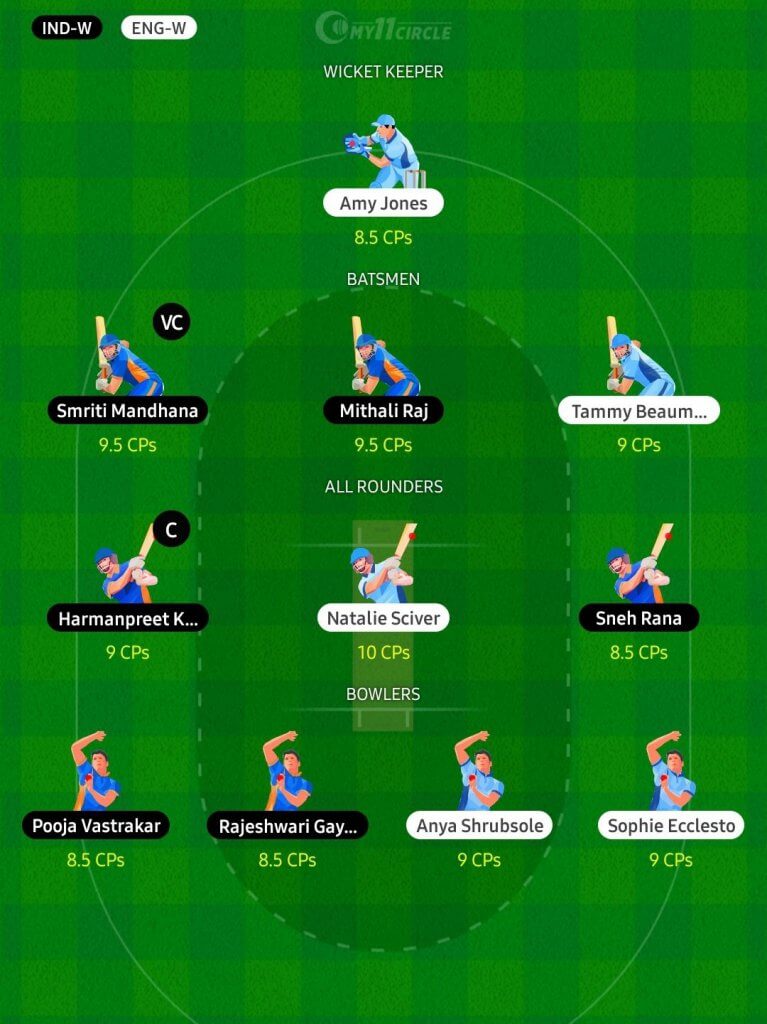 IND-W ENG-W MY11CIRCLE
WICKET KEEPER
Amy Jones
8.5 CPs
BATSMEN
VC
Smriti Mandhana Mithali Raj Tammy Beaum...
9.5 CPs 9.5 CPs 9 CPs
ALL ROUNDERS
C
Harmanpreet K... Natalie Sciver Sneh Rana
9 CPs 10 CPs 8.5 CPs
BOWLERS
Pooja Vastrakar Rajeshwari Gay... Anya Shrubsole Sophie Ecclesto
8.5 CPs 8.5 CPs 9 CPs 9 CPs